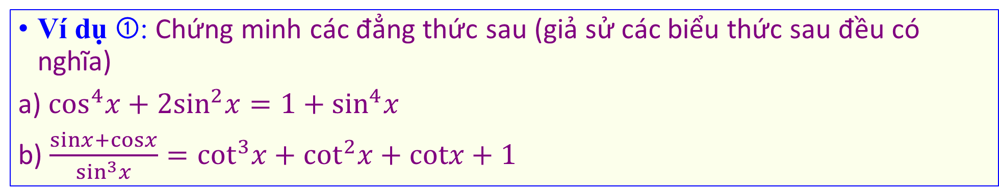 • Ví dụ ①: Chứng minh các đẳng thức sau (giả sử các biểu thức sau đều có
nghĩa)
a) cos⁴x + 2sin²x = 1 + sin⁴x
b) \frac{sinx+cosx}{sin³x} = cot³x + cot²x + cotx + 1